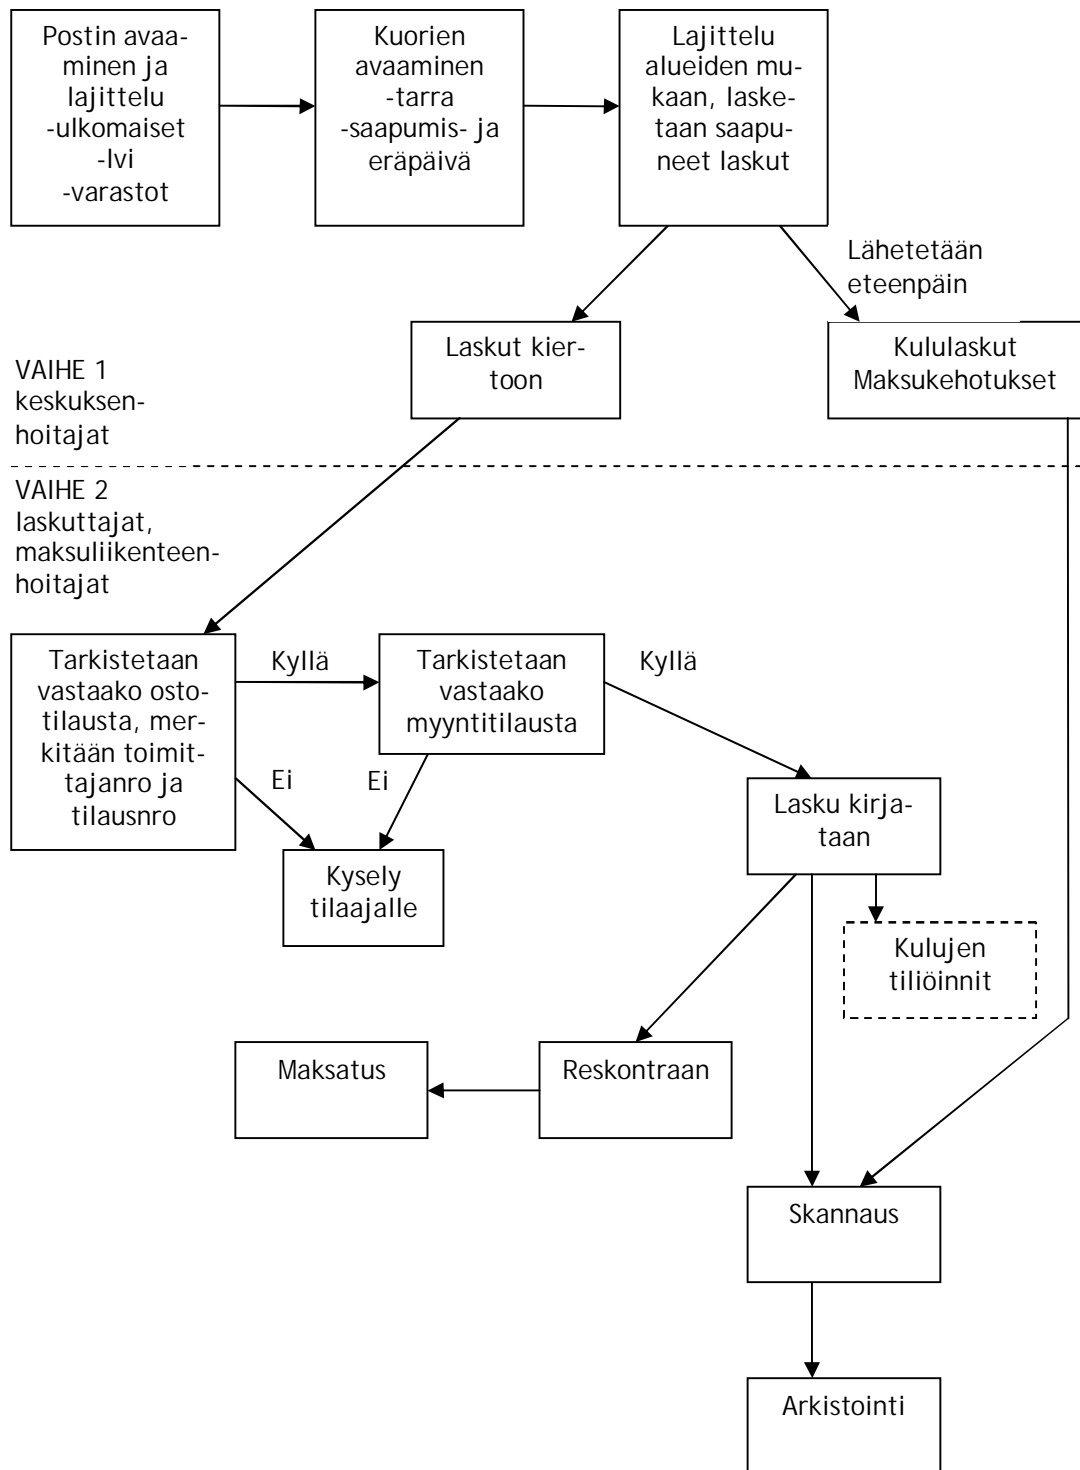 Postin avaa-
minen ja
lajittelu
-ulkomaiset
-lvi
-varastot
Kuorien
avaaminen
-tarra
-saapumis- ja
eräpäivä
Lajittelu
alueiden mu-
kaan, laske-
taan saapu-
neet laskut
Lähetetään
eteenpäin
Laskut kier-
toon
Kululaskut
Maksukehotukset
VAIHE 1
keskuksen-
hoitajat
VAIHE 2
laskuttajat,
maksuliikenteen-
hoitajat
Tarkistetaan
vastaako osto-
tilausta, mer-
kitään toimit-
tajanro ja
tilausnro
Kyllä
Tarkistetaan
vastaako
myyntitilausta
Kyllä
Ei
Ei
Kysely
tilaajalle
Lasku kirja-
taan
Kulujen
tiliöinnit
Maksatus
Reskontraan
Skannaus
Arkistointi